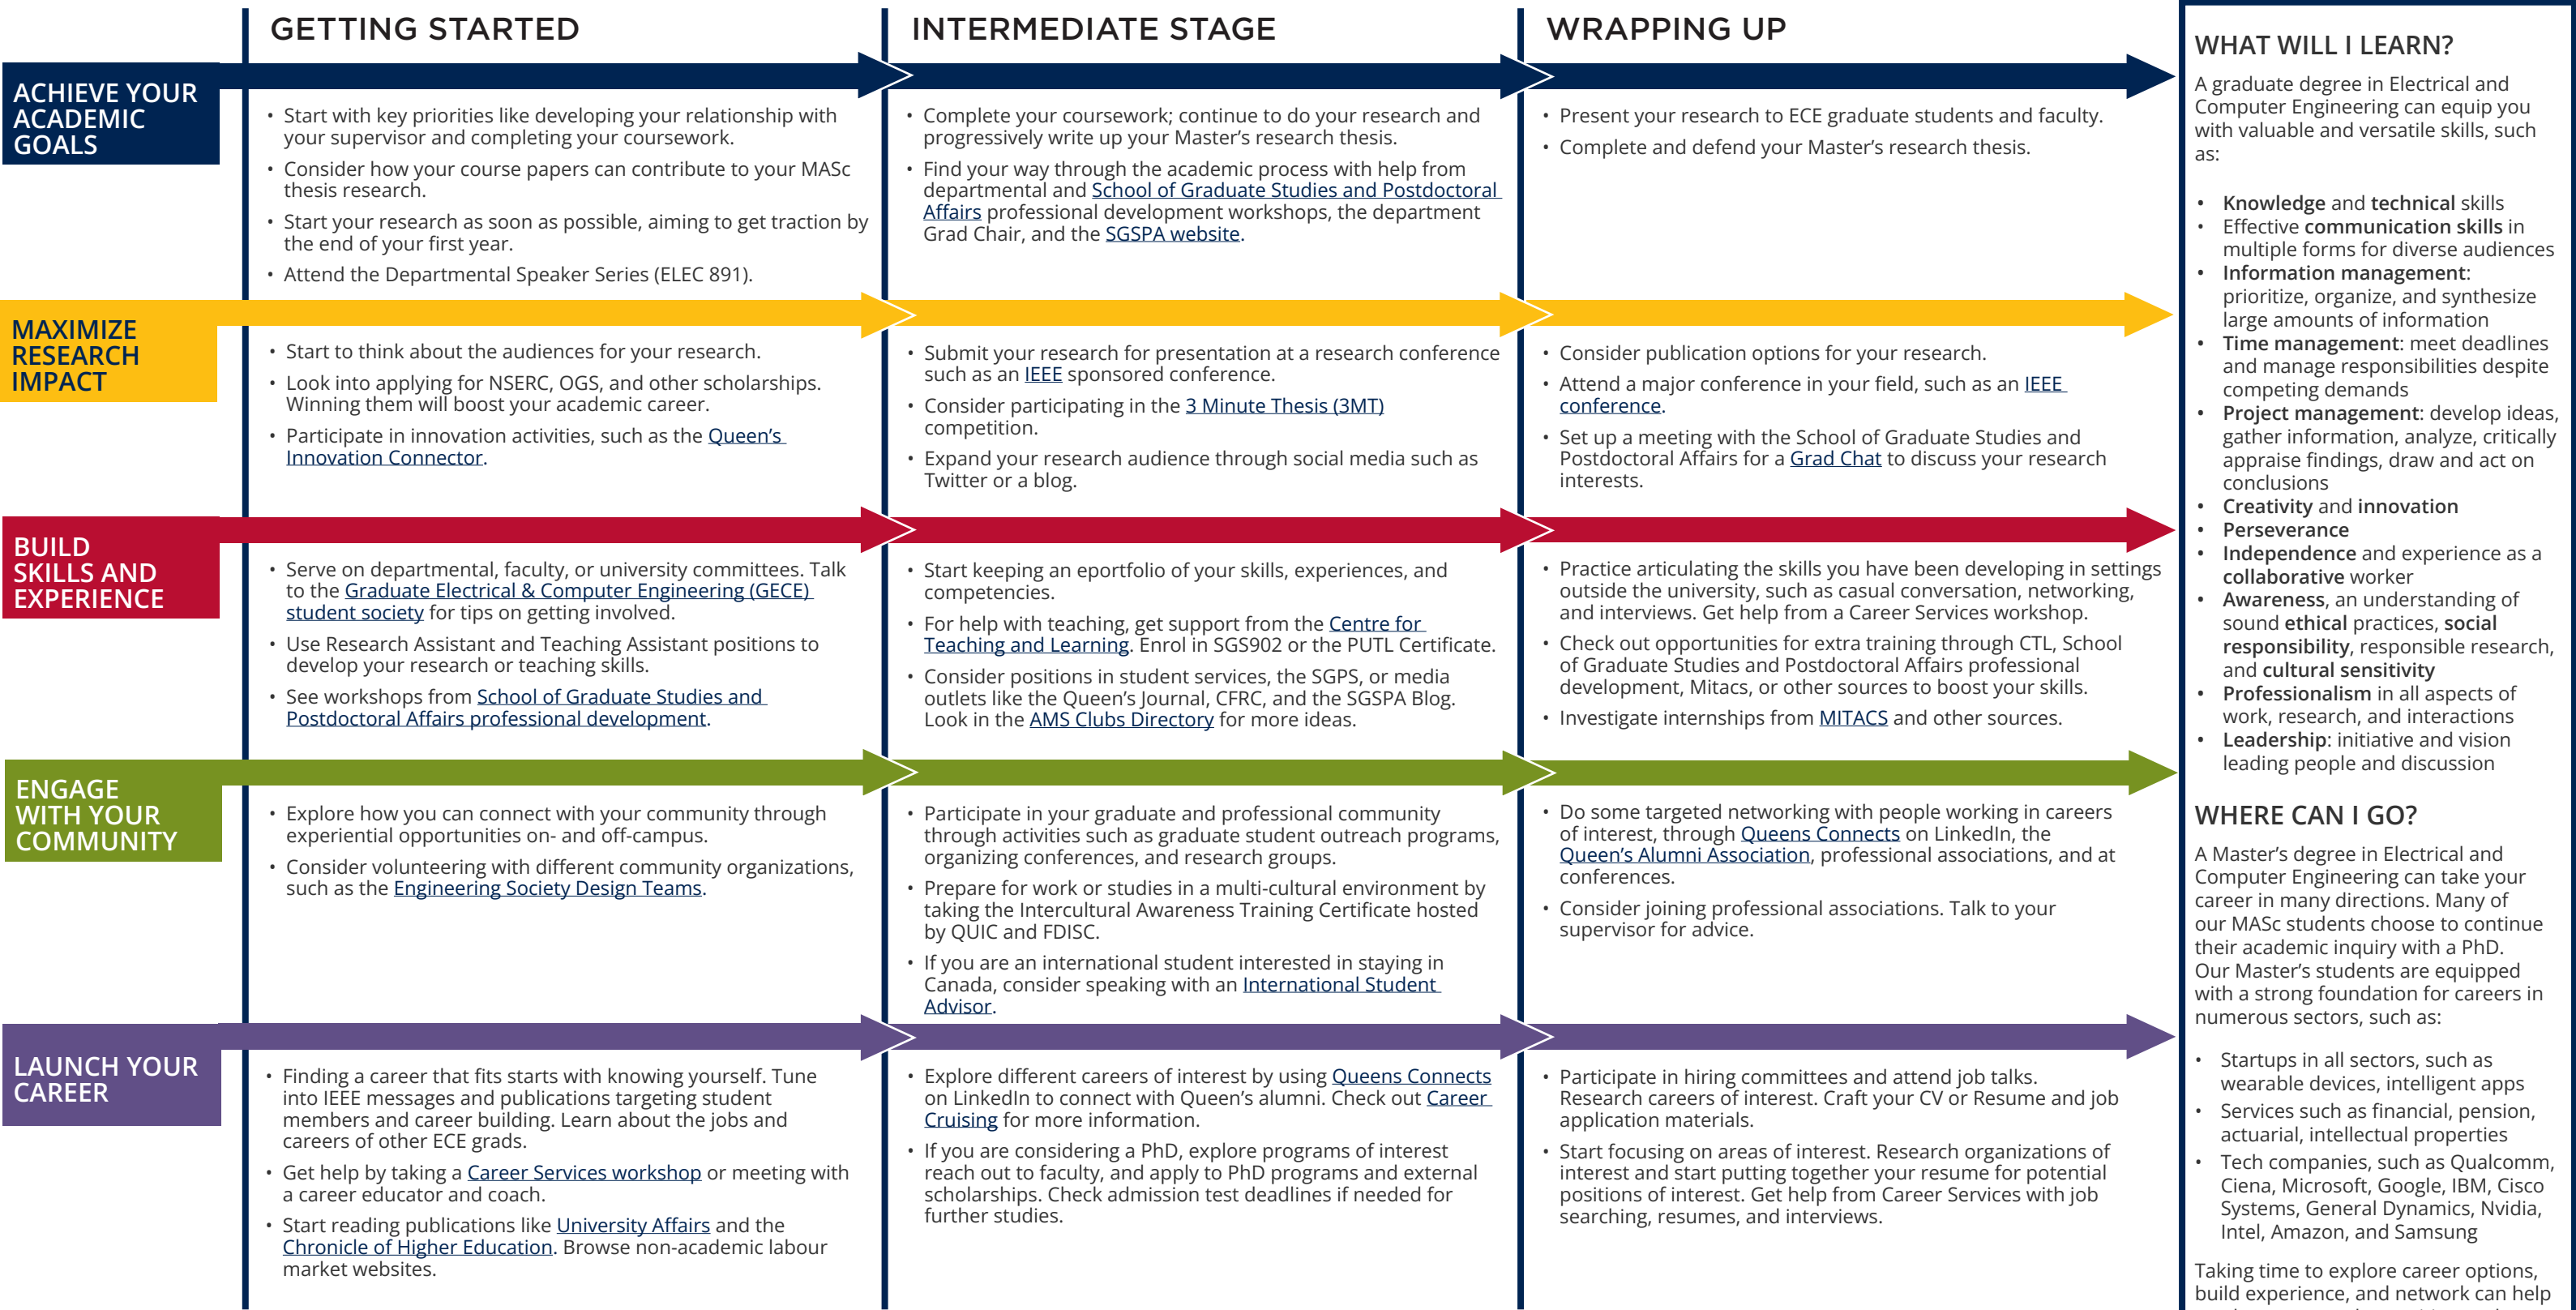 GETTING STARTED
INTERMEDIATE STAGE
WRAPPING UP
ACHIEVE YOUR
ACADEMIC
GOALS
• Start with key priorities like developing your relationship with
your supervisor and completing your coursework.
• Consider how your course papers can contribute to your MASc
thesis research.
• Start your research as soon as possible, aiming to get traction by
the end of your first year.
• Attend the Departmental Speaker Series (ELEC 891).
• Complete your coursework; continue to do your research and
progressively write up your Master’s research thesis.
• Find your way through the academic process with help from
departmental and School of Graduate Studies and Postdoctoral
Affairs professional development workshops, the department
Grad Chair, and the SGSPA website.
• Present your research to ECE graduate students and faculty.
• Complete and defend your Master’s research thesis.
MAXIMIZE
RESEARCH
IMPACT
• Start to think about the audiences for your research.
• Look into applying for NSERC, OGS, and other scholarships.
Winning them will boost your academic career.
• Participate in innovation activities, such as the Queen’s
Innovation Connector.
• Submit your research for presentation at a research conference
such as an IEEE sponsored conference.
• Consider participating in the 3 Minute Thesis (3MT)
competition.
• Expand your research audience through social media such as
Twitter or a blog.
• Consider publication options for your research.
• Attend a major conference in your field, such as an IEEE
conference.
• Set up a meeting with the School of Graduate Studies and
Postdoctoral Affairs for a Grad Chat to discuss your research
interests.
BUILD
SKILLS AND
EXPERIENCE
• Serve on departmental, faculty, or university committees. Talk
to the Graduate Electrical & Computer Engineering (GECE)
student society for tips on getting involved.
• Use Research Assistant and Teaching Assistant positions to
develop your research or teaching skills.
• See workshops from School of Graduate Studies and
Postdoctoral Affairs professional development.
• Start keeping an eportfolio of your skills, experiences, and
competencies.
• For help with teaching, get support from the Centre for
Teaching and Learning. Enrol in SGS902 or the PUTL Certificate.
• Consider positions in student services, the SGPS, or media
outlets like the Queen’s Journal, CFRC, and the SGSPA Blog.
Look in the AMS Clubs Directory for more ideas.
• Practice articulating the skills you have been developing in settings
outside the university, such as casual conversation, networking,
and interviews. Get help from a Career Services workshop.
• Check out opportunities for extra training through CTL, School
of Graduate Studies and Postdoctoral Affairs professional
development, Mitacs, or other sources to boost your skills.
• Investigate internships from MITACS and other sources.
ENGAGE
WITH YOUR
COMMUNITY
• Explore how you can connect with your community through
experiential opportunities on- and off-campus.
• Consider volunteering with different community organizations,
such as the Engineering Society Design Teams.
• Participate in your graduate and professional community
through activities such as graduate student outreach programs,
organizing conferences, and research groups.
• Prepare for work or studies in a multi-cultural environment by
taking the Intercultural Awareness Training Certificate hosted
by QUIC and FDISC.
• If you are an international student interested in staying in
Canada, consider speaking with an International Student
Advisor.
• Do some targeted networking with people working in careers
of interest, through Queens Connects on LinkedIn, the
Queen’s Alumni Association, professional associations, and at
conferences.
• Consider joining professional associations. Talk to your
supervisor for advice.
LAUNCH YOUR
CAREER
• Finding a career that fits starts with knowing yourself. Tune
into IEEE messages and publications targeting student
members and career building. Learn about the jobs and
careers of other ECE grads.
• Get help by taking a Career Services workshop or meeting with
a career educator and coach.
• Start reading publications like University Affairs and the
Chronicle of Higher Education. Browse non-academic labour
market websites.
• Explore different careers of interest by using Queens Connects
on LinkedIn to connect with Queen’s alumni. Check out Career
Cruising for more information.
• If you are considering a PhD, explore programs of interest
reach out to faculty, and apply to PhD programs and external
scholarships. Check admission test deadlines if needed for
further studies.
• Participate in hiring committees and attend job talks.
Research careers of interest. Craft your CV or Resume and job
application materials.
• Start focusing on areas of interest. Research organizations of
interest and start putting together your resume for potential
positions of interest. Get help from Career Services with job
searching, resumes, and interviews.
WHAT WILL I LEARN?
A graduate degree in Electrical and
Computer Engineering can equip you
with valuable and versatile skills, such
as:
• Knowledge and technical skills
• Effective communication skills in
multiple forms for diverse audiences
• Information management:
prioritize, organize, and synthesize
large amounts of information
• Time management: meet deadlines
and manage responsibilities despite
competing demands
• Project management: develop ideas,
gather information, analyze, critically
appraise findings, draw and act on
conclusions
• Creativity and innovation
• Perseverance
• Independence and experience as a
collaborative worker
• Awareness, an understanding of
sound ethical practices, social
responsibility, responsible research,
and cultural sensitivity
• Professionalism in all aspects of
work, research, and interactions
• Leadership: initiative and vision
leading people and discussion
WHERE CAN I GO?
A Master’s degree in Electrical and
Computer Engineering can take your
career in many directions. Many of
our MASc students choose to continue
their academic inquiry with a PhD.
Our Master’s students are equipped
with a strong foundation for careers in
numerous sectors, such as:
• Startups in all sectors, such as
wearable devices, intelligent apps
• Services such as financial, pension,
actuarial, intellectual properties
• Tech companies, such as Qualcomm,
Ciena, Microsoft, Google, IBM, Cisco
Systems, General Dynamics, Nvidia,
Intel, Amazon, and Samsung
Taking time to explore career options,
build experience, and network can help